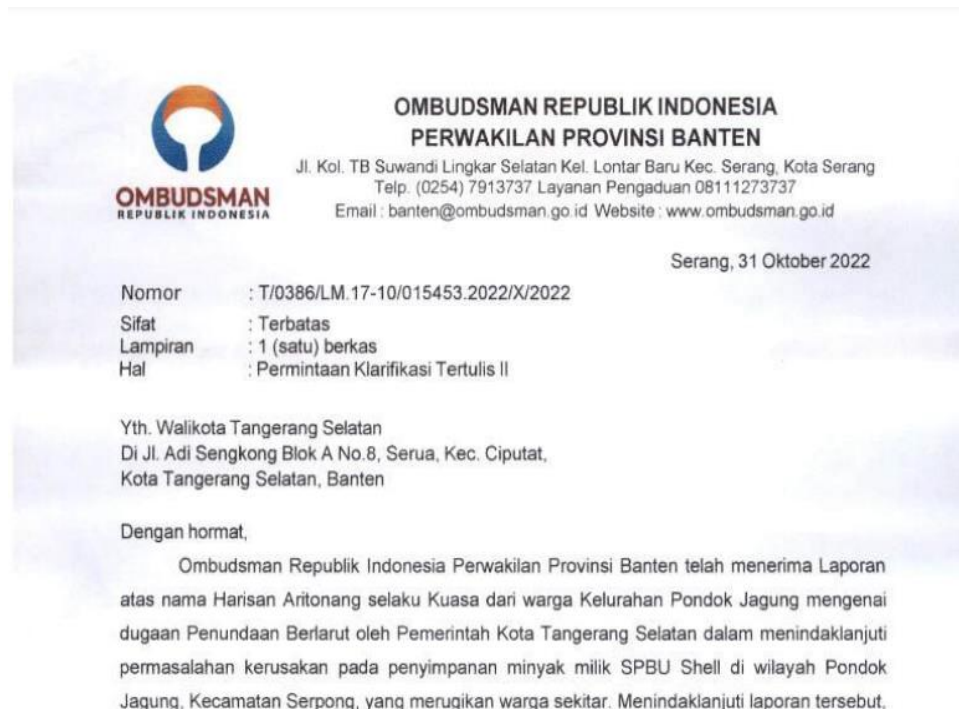 OMBUDSMAN
REPUBLIK INDONESIA
OMBUDSMAN REPUBLIK INDONESIA
PERWAKILAN PROVINSI BANTEN
Jl. Kol. TB Suwandi Lingkar Selatan Kel. Lontar Baru Kec. Serang, Kota Serang
Telp. (0254) 7913737 Layanan Pengaduan 08111273737
Email : banten@ombudsman.go.id Website : www.ombudsman.go.id
Serang, 31 Oktober 2022
Nomor : T/0386/LM.17-10/015453.2022/X/2022
Sifat : Terbatas
Lampiran : 1 (satu) berkas
Hal : Permintaan Klarifikasi Tertulis II
Yth. Walikota Tangerang Selatan
Di Jl. Adi Sengkong Blok A No.8, Serua, Kec. Ciputat,
Kota Tangerang Selatan, Banten
Dengan hormat,
Ombudsman Republik Indonesia Perwakilan Provinsi Banten telah menerima Laporan
atas nama Harisan Aritonang selaku Kuasa dari warga Kelurahan Pondok Jagung mengenai
dugaan Penundaan Berlarut oleh Pemerintah Kota Tangerang Selatan dalam menindaklanjuti
permasalahan kerusakan pada penyimpanan minyak milik SPBU Shell di wilayah Pondok
Jagung, Kecamatan Serpong, yang merugikan warga sekitar. Menindaklanjuti laporan tersebut,